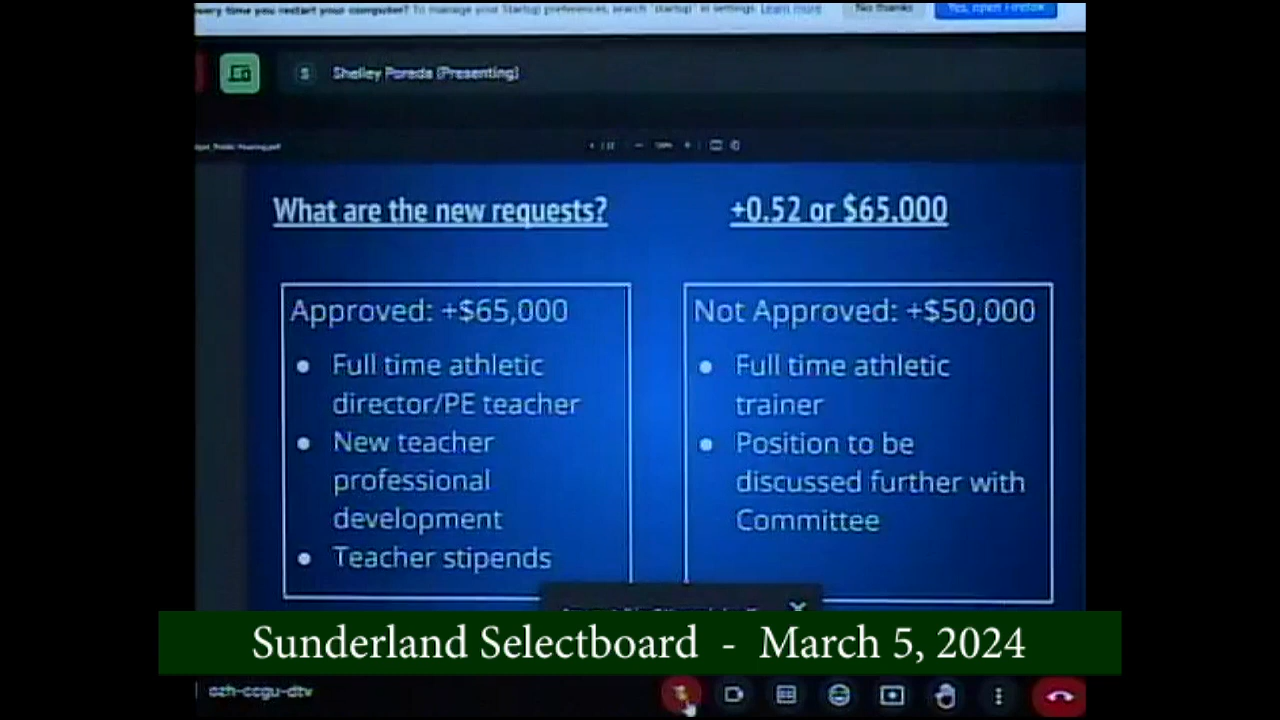 every time you restart your computer? To manage your Startup preferences, search "startup" in settings. Learn more
No thanks
Yes, open Firefox
S Shelley Poreda (Presenting)
What are the new requests?
+0.52 or $65,000
Approved: +$65,000
● Full time athletic
director/PE teacher
● New teacher
professional
development
● Teacher stipends
Not Approved: +$50,000
● Full time athletic
trainer
● Position to be
discussed further with
Committee
Sunderland Selectboard - March 5, 2024
ozh-ccgu-dtv